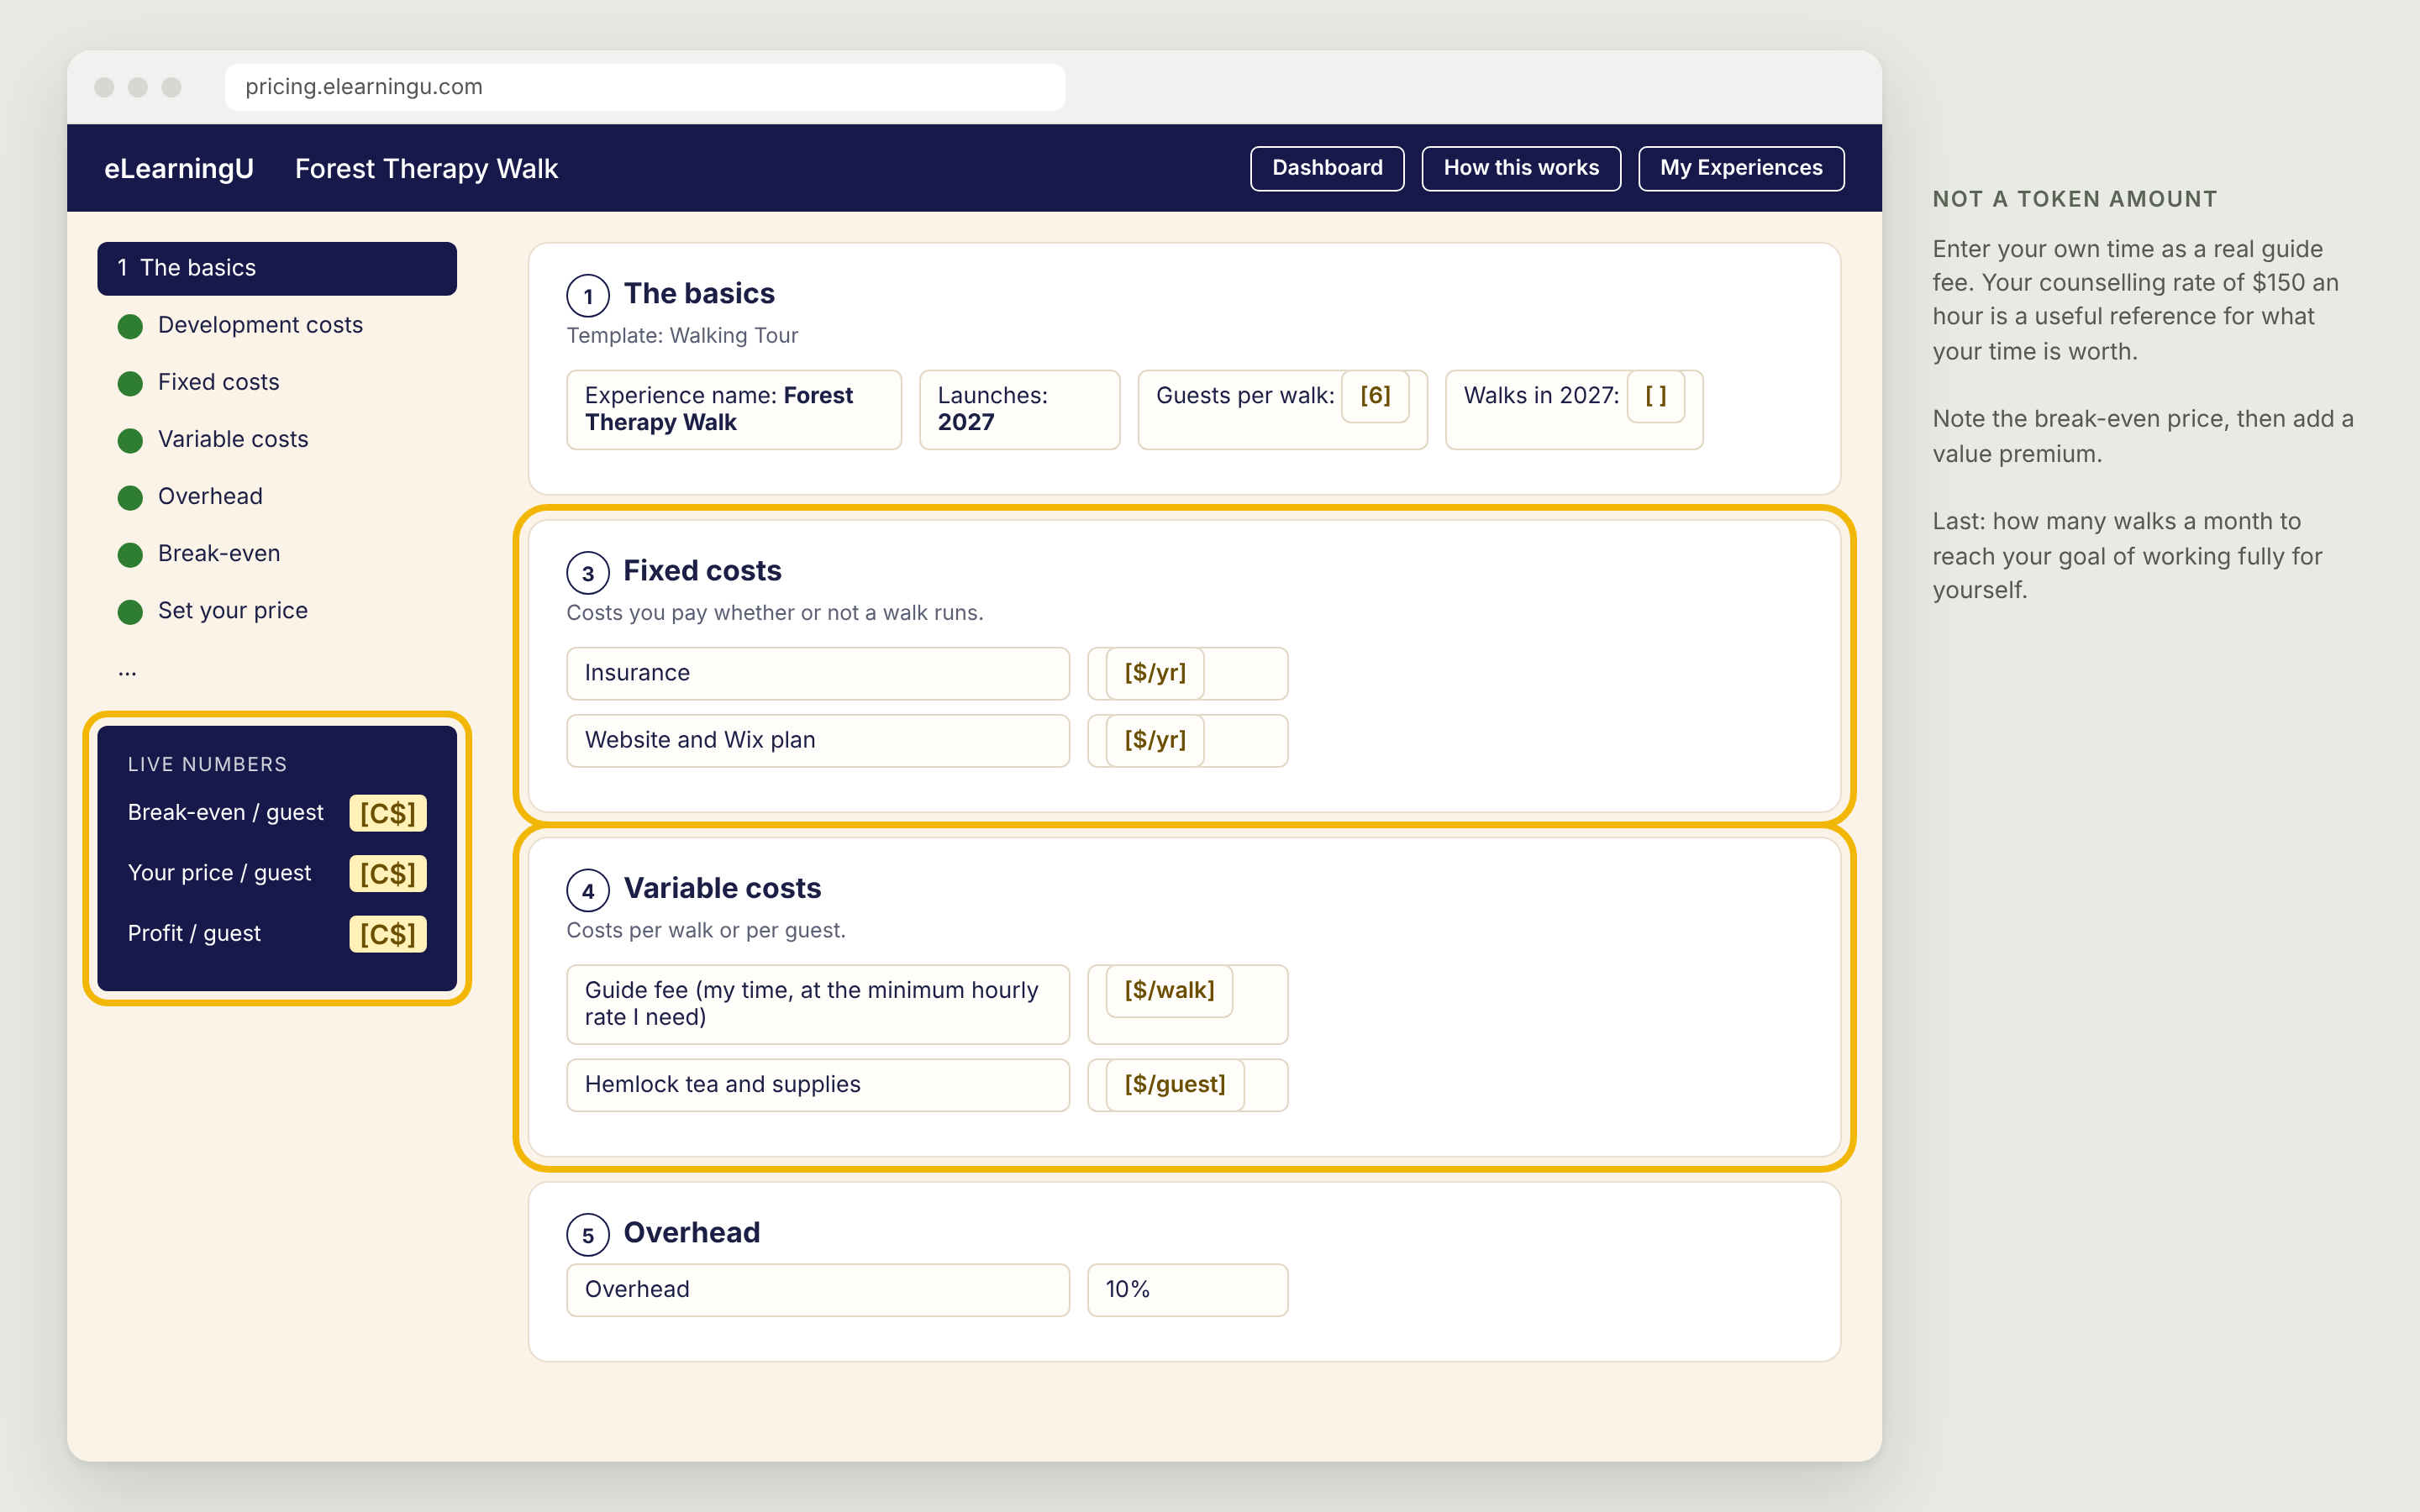 pricing.elearningu.com
eLearningU
Forest Therapy Walk
Dashboard
How this works
My Experiences
1 The basics
Development costs
Fixed costs
Variable costs
Overhead
Break-even
Set your price
...
LIVE NUMBERS
Break-even / guest [C$]
Your price / guest [C$]
Profit / guest [C$]
1 The basics
Template: Walking Tour
Experience name: Forest
Therapy Walk
Launches:
2027
Guests per walk: [6]
Walks in 2027: [ ]
3 Fixed costs
Costs you pay whether or not a walk runs.
Insurance [$/yr]
Website and Wix plan [$/yr]
4 Variable costs
Costs per walk or per guest.
Guide fee (my time, at the minimum hourly
rate I need)
[$/walk]
Hemlock tea and supplies [$/guest]
5 Overhead
Overhead 10%
NOT A TOKEN AMOUNT
Enter your own time as a real guide
fee. Your counselling rate of $150 an
hour is a useful reference for what
your time is worth.
Note the break-even price, then add a
value premium.
Last: how many walks a month to
reach your goal of working fully for
yourself.